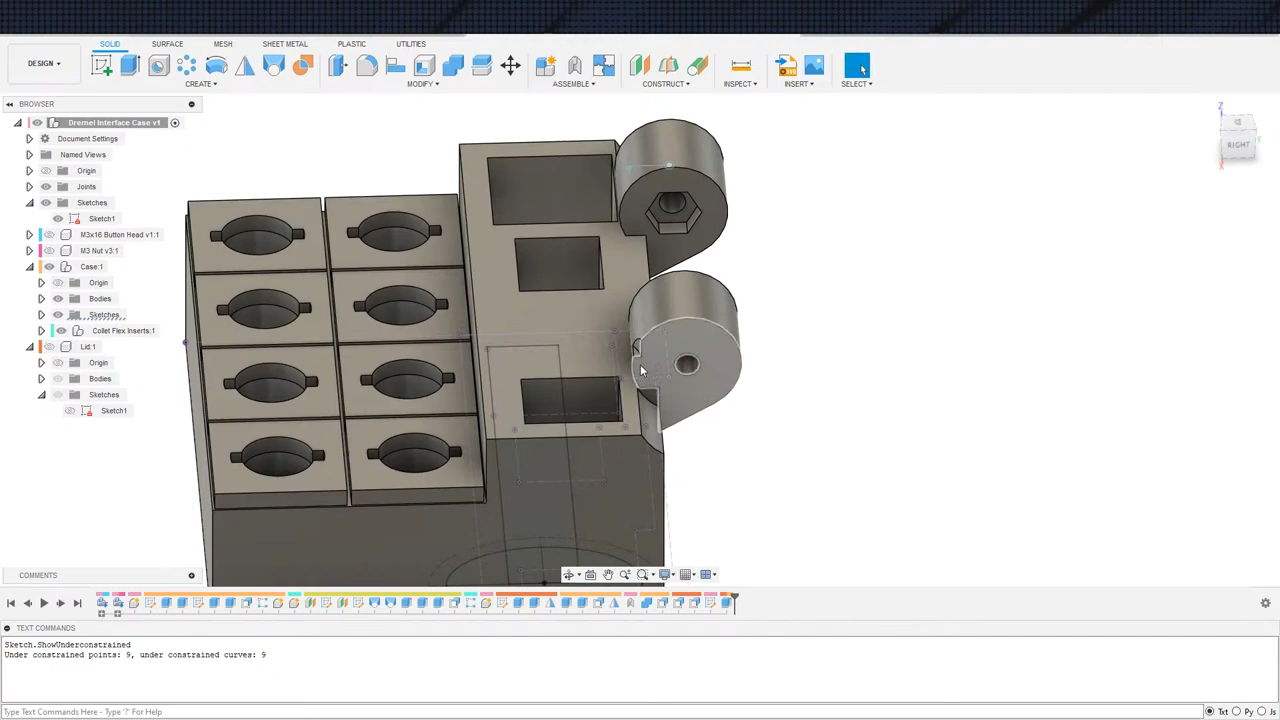 SOLID SURFACE MESH SHEET METAL PLASTIC UTILITIES
DESIGN
CREATE MODIFY ASSEMBLE CONSTRUCT INSPECT INSERT SELECT
BROWSER
Dremel Interface Case v1
Document Settings
Named Views
Origin
Joints
Sketches
Sketch1
M3x16 Button Head v1:1
M3 Nut v3:1
Case:1
Origin
Bodies
Sketches
Collet Flex Inserts:1
Lid:1
Origin
Bodies
Sketches
Sketch1
Z
RIGHT
Y
X
COMMENTS
TEXT COMMANDS
Sketch.ShowUnderconstrained
Under constrained points: 9, under constrained curves: 9
Type Text Commands Here - Type '?' For Help
Txt Py Js